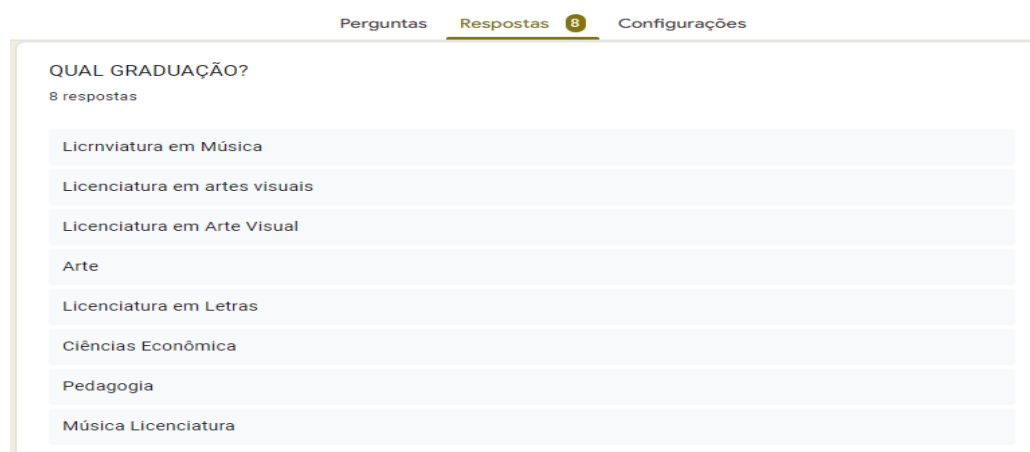 Perguntas Respostas 8 Configurações
QUAL GRADUAÇÃO?
8 respostas
Licrnviatura em Música
Licenciatura em artes visuais
Licenciatura em Arte Visual
Arte
Licenciatura em Letras
Ciências Econômica
Pedagogia
Música Licenciatura